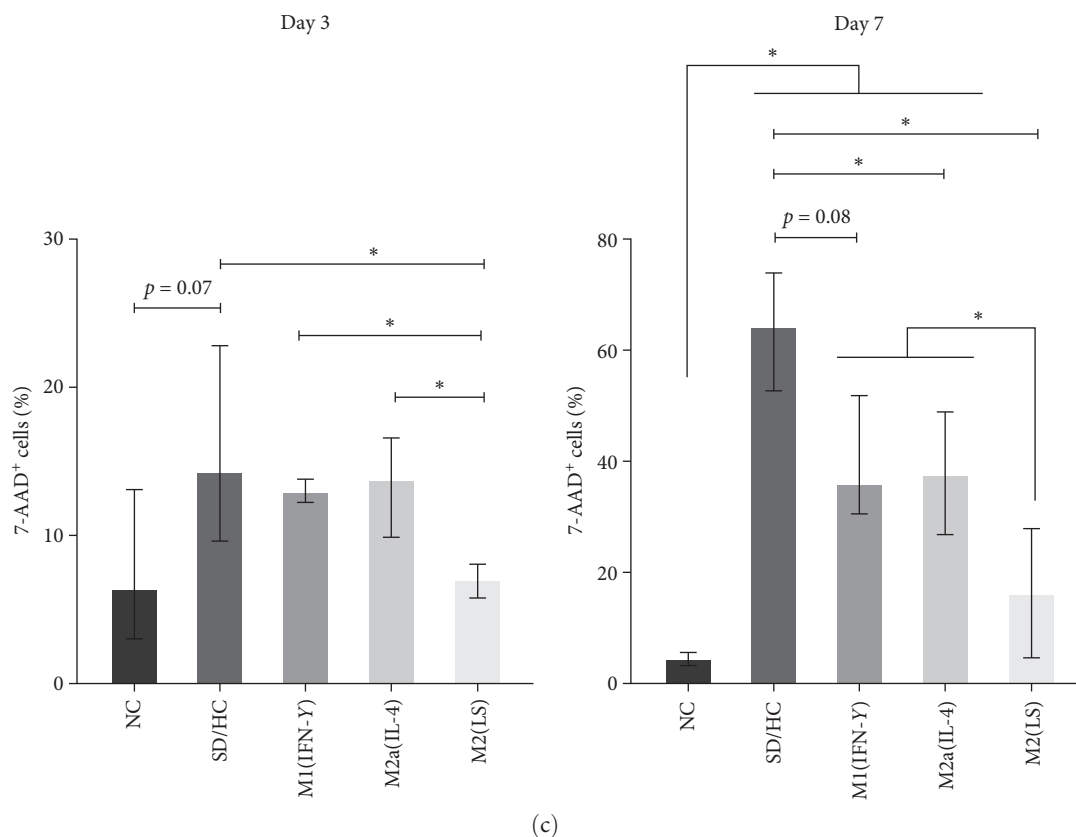 Day 3
30
20
10
0
7-AAD+ cells (%)
p = 0.07
*
*
*
NC
SD/HC
M1(IFN-Y)
M2a(IL-4)
M2(LS)
Day 7
80
60
40
20
0
7-AAD+ cells (%)
*
*
*
p = 0.08
*
NC
SD/HC
M1(IFN-Y)
M2a(IL-4)
M2(LS)
(c)